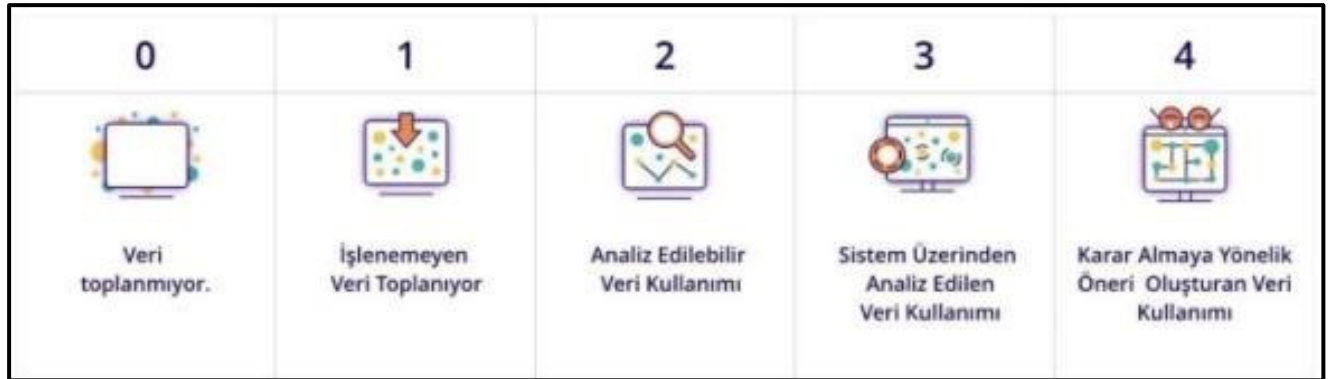 0
1
2
3
4
Veri
toplanmıyor.
İşlenemeyen
Veri Toplanıyor
Analiz Edilebilir
Veri Kullanımı
Sistem Üzerinden
Analiz Edilen
Veri Kullanımı
Karar Almaya Yönelik
Öneri Oluşturan Veri
Kullanımı